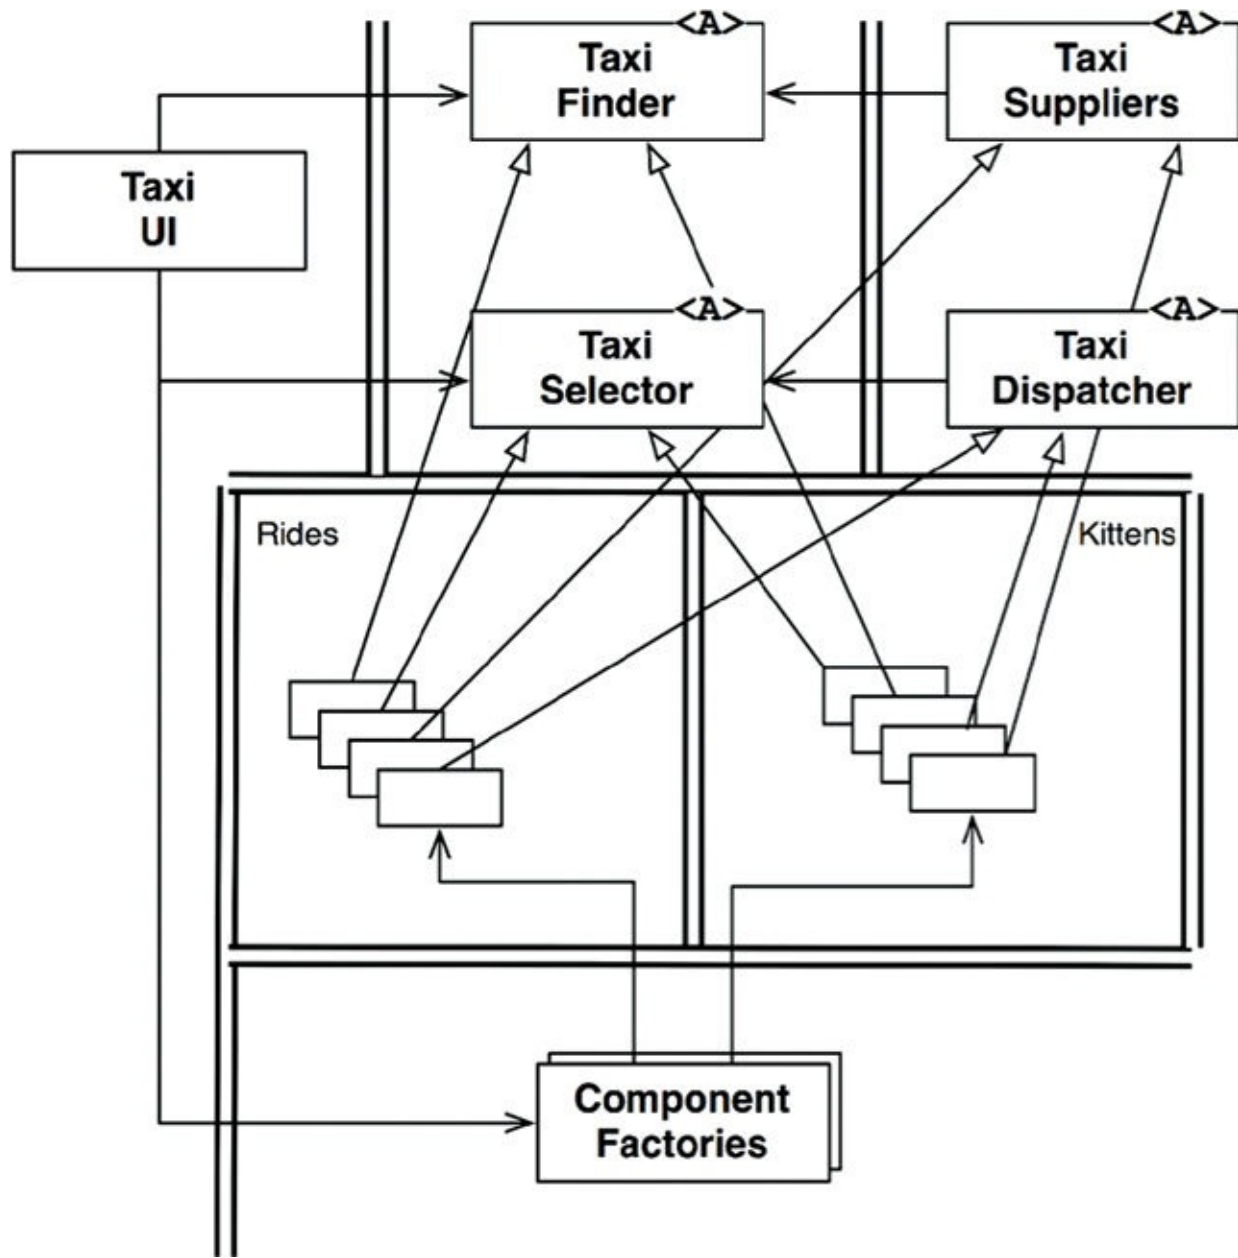 <A>
<A>
Taxi
Finder
Taxi
Suppliers
Taxi
UI
<A>
<A>
Taxi
Selector
Taxi
Dispatcher
Rides
Kittens
Component
Factories